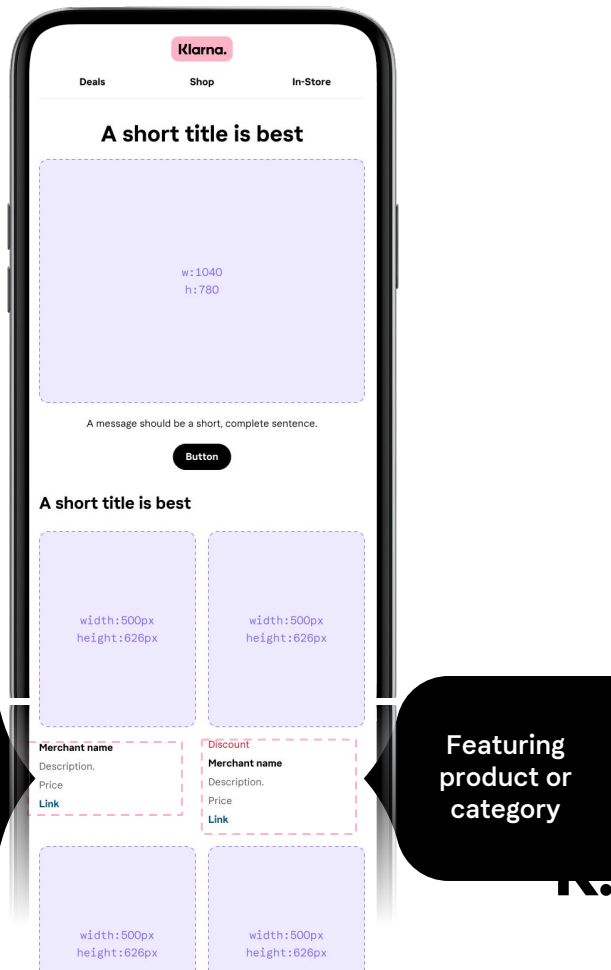 Klarna.
Deals Shop In-Store
A short title is best
w:1040
h:780
A message should be a short, complete sentence.
Button
A short title is best
width:500px
height:626px
width:500px
height:626px
Merchant name
Description.
Price
Link
Discount
Merchant name
Description.
Price
Link
Featuring
product or
category
width:500px
height:626px
width:500px
height:626px